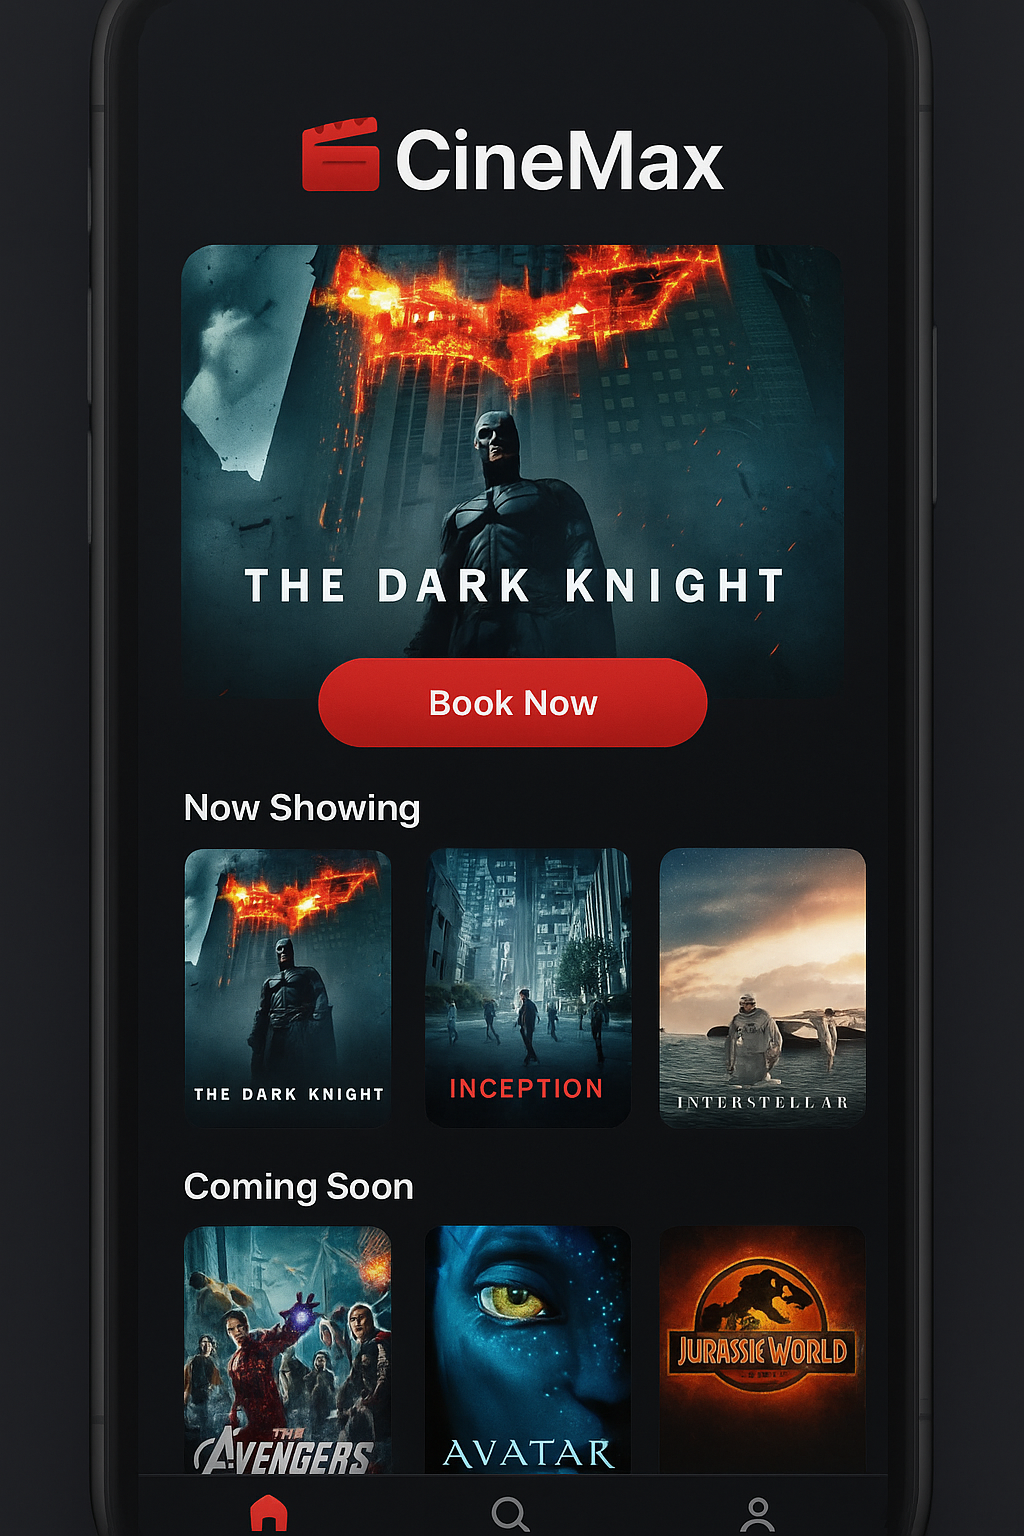 CineMax
THE DARK KNIGHT
Book Now
Now Showing
THE DARK KNIGHT
INCEPTION
INTERSTELLAR
Coming Soon
THE
AVENGERS
AVATAR
JURASSIC WORLD